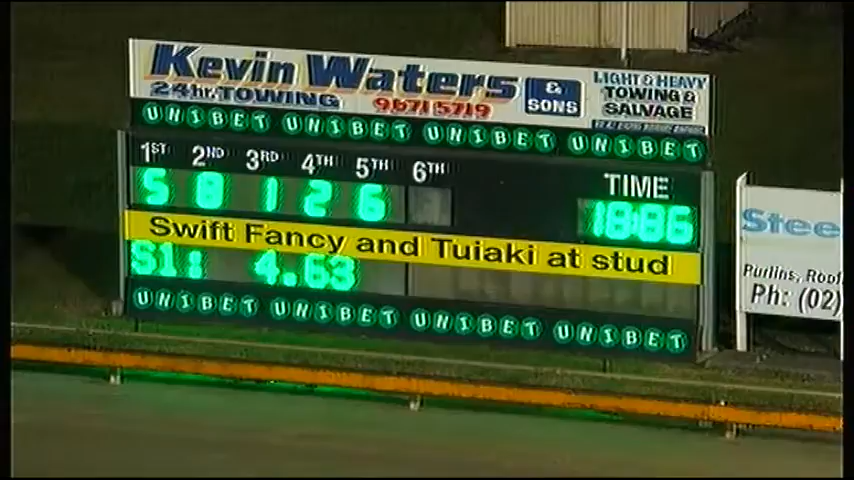 Kevin Waters & SONS
24hr. TOWING 9671 5719
LIGHT & HEAVY
TOWING &
SALVAGE
UNIBET UNIBET UNIBET UNIBET
1ST 2ND 3RD 4TH 5TH 6TH TIME
5 8 1 2 6 18:86
Swift Fancy and Tuiaki at stud
S1: 4.63
UNIBET UNIBET UNIBET UNIBET
Stee
Purlins, Roof
Ph: (02)